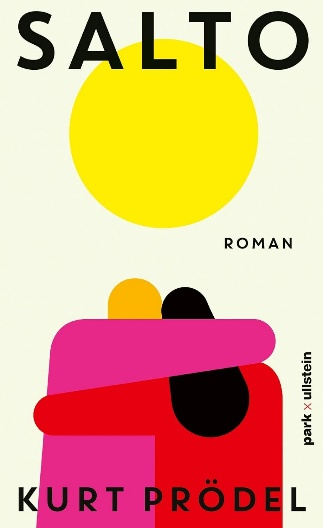 SALTO
ROMAN
park x ullstein
KURT PRÖDEL